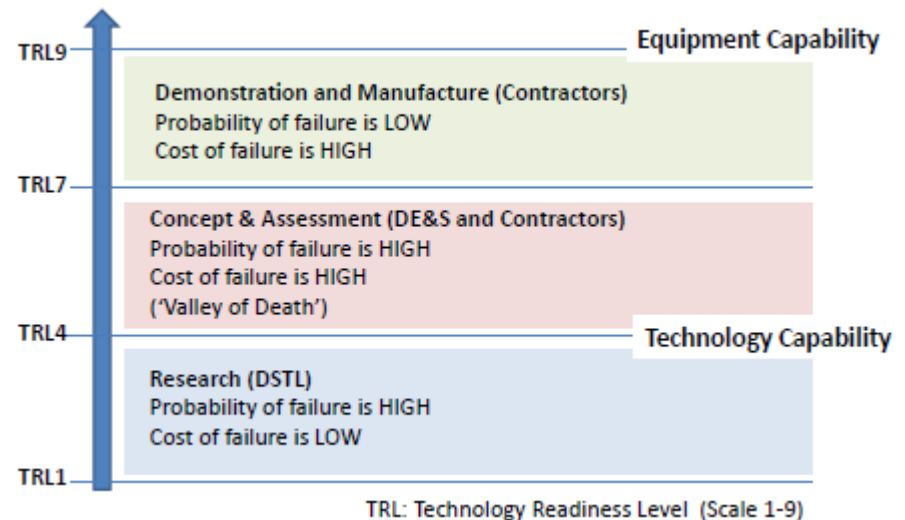 TRL9
Equipment Capability
Demonstration and Manufacture (Contractors)
Probability of failure is LOW
Cost of failure is HIGH
TRL7
Concept & Assessment (DE&S and Contractors)
Probability of failure is HIGH
Cost of failure is HIGH
(‘Valley of Death’)
TRL4
Technology Capability
Research (DSTL)
Probability of failure is HIGH
Cost of failure is LOW
TRL1
TRL: Technology Readiness Level (Scale 1-9)